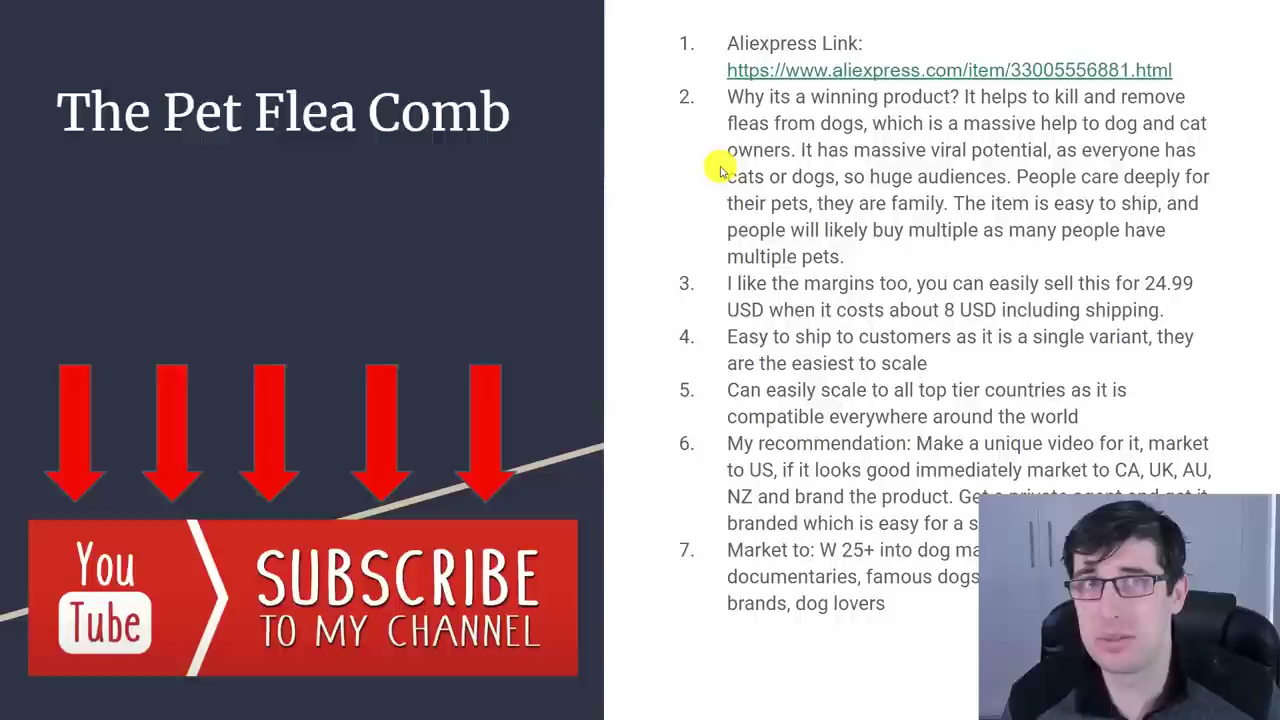 The Pet Flea Comb
You
Tube
SUBSCRIBE
TO MY CHANNEL
1. Aliexpress Link:
https://www.aliexpress.com/item/33005556881.html
2. Why its a winning product? It helps to kill and remove
fleas from dogs, which is a massive help to dog and cat
owners. It has massive viral potential, as everyone has
cats or dogs, so huge audiences. People care deeply for
their pets, they are family. The item is easy to ship, and
people will likely buy multiple as many people have
multiple pets.
3. I like the margins too, you can easily sell this for 24.99
USD when it costs about 8 USD including shipping.
4. Easy to ship to customers as it is a single variant, they
are the easiest to scale
5. Can easily scale to all top tier countries as it is
compatible everywhere around the world
6. My recommendation: Make a unique video for it, market
to US, if it looks good immediately market to CA, UK, AU,
NZ and brand the product. Get a private agent and get it
branded which is easy for a
7. Market to: W 25+ into dog
documentaries, famous dogs
brands, dog lovers